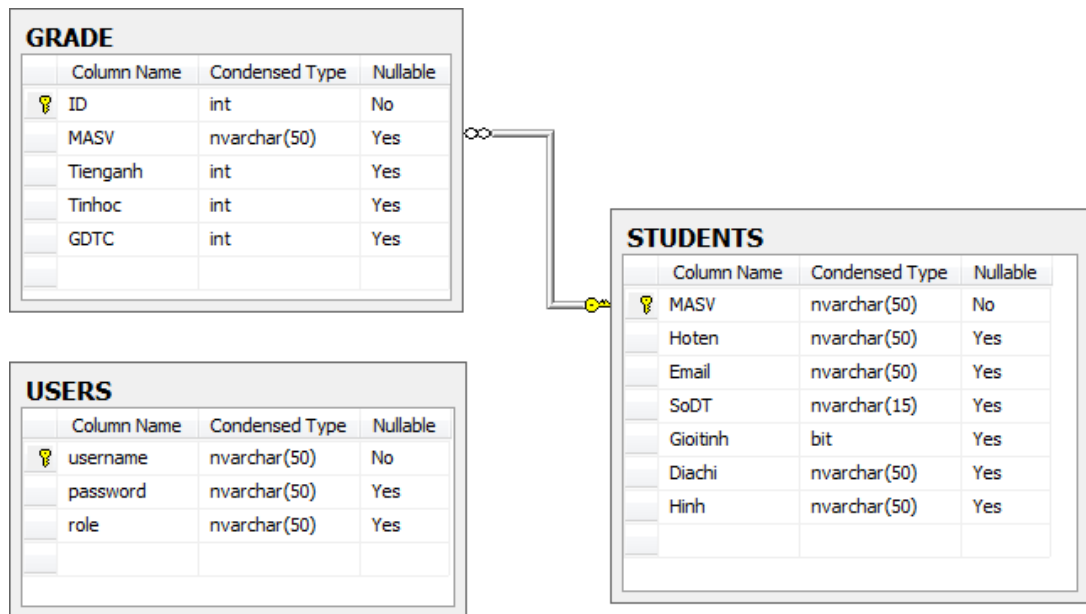 GRADE
Column Name Condensed Type Nullable
ID int No
MASV nvarchar(50) Yes
Tienganh int Yes
Tinhoc int Yes
GDTC int Yes
STUDENTS
Column Name Condensed Type Nullable
MASV nvarchar(50) No
Hoten nvarchar(50) Yes
Email nvarchar(50) Yes
SoDT nvarchar(15) Yes
Gioitinh bit Yes
Diachi nvarchar(50) Yes
Hinh nvarchar(50) Yes
USERS
Column Name Condensed Type Nullable
username nvarchar(50) No
password nvarchar(50) Yes
role nvarchar(50) Yes